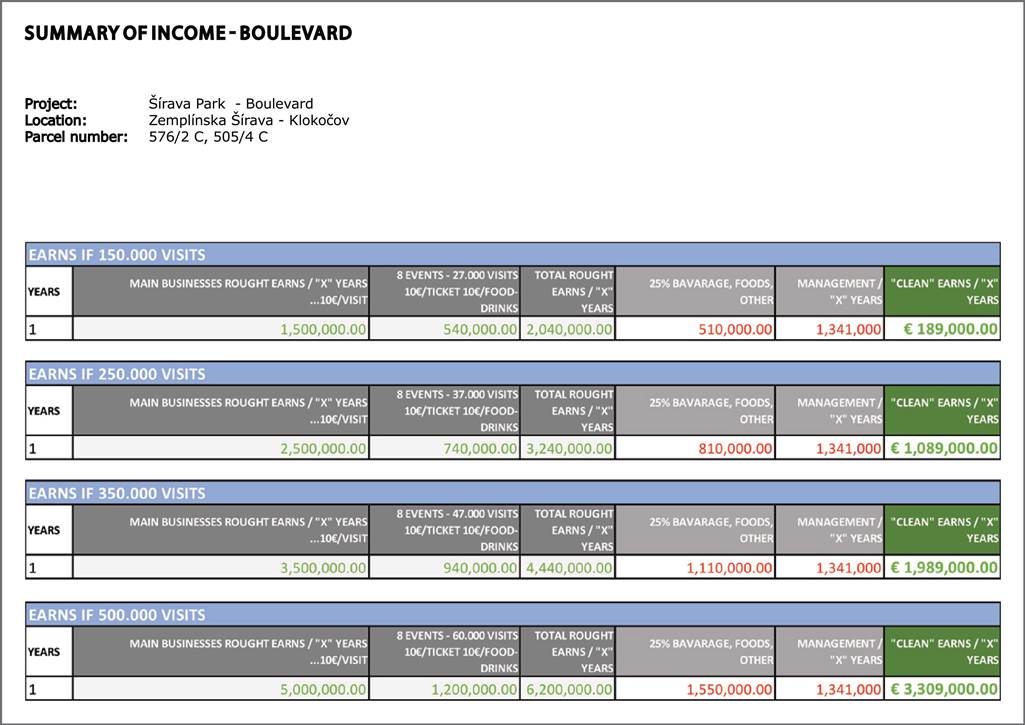 SUMMARY OF INCOME - BOULEVARD
Project: Šírava Park - Boulevard
Location: Zemplínska Šírava - Klokočov
Parcel number: 576/2 C, 505/4 C
EARNS IF 150.000 VISITS
YEARS
MAIN BUSINESSES ROUGHT EARNS / "X" YEARS
...10€/VISIT
8 EVENTS - 27.000 VISITS
10€/TICKET 10€/FOOD-
DRINKS
TOTAL ROUGHT
EARNS / "X"
YEARS
25% BAVARAGE, FOODS,
OTHER
MANAGEMENT /
"X" YEARS
"CLEAN" EARNS / "X"
YEARS
1 1,500,000.00 540,000.00 2,040,000.00 510,000.00 1,341,000 € 189,000.00
EARNS IF 250.000 VISITS
YEARS
MAIN BUSINESSES ROUGHT EARNS / "X" YEARS
...10€/VISIT
8 EVENTS - 37.000 VISITS
10€/TICKET 10€/FOOD-
DRINKS
TOTAL ROUGHT
EARNS / "X"
YEARS
25% BAVARAGE, FOODS,
OTHER
MANAGEMENT /
"X" YEARS
"CLEAN" EARNS / "X"
YEARS
1 2,500,000.00 740,000.00 3,240,000.00 810,000.00 1,341,000 € 1,089,000.00
EARNS IF 350.000 VISITS
YEARS
MAIN BUSINESSES ROUGHT EARNS / "X" YEARS
...10€/VISIT
8 EVENTS - 47.000 VISITS
10€/TICKET 10€/FOOD-
DRINKS
TOTAL ROUGHT
EARNS / "X"
YEARS
25% BAVARAGE, FOODS,
OTHER
MANAGEMENT /
"X" YEARS
"CLEAN" EARNS / "X"
YEARS
1 3,500,000.00 940,000.00 4,440,000.00 1,110,000.00 1,341,000 € 1,989,000.00
EARNS IF 500.000 VISITS
YEARS
MAIN BUSINESSES ROUGHT EARNS / "X" YEARS
...10€/VISIT
8 EVENTS - 60.000 VISITS
10€/TICKET 10€/FOOD-
DRINKS
TOTAL ROUGHT
EARNS / "X"
YEARS
25% BAVARAGE, FOODS,
OTHER
MANAGEMENT /
"X" YEARS
"CLEAN" EARNS / "X"
YEARS
1 5,000,000.00 1,200,000.00 6,200,000.00 1,550,000.00 1,341,000 € 3,309,000.00